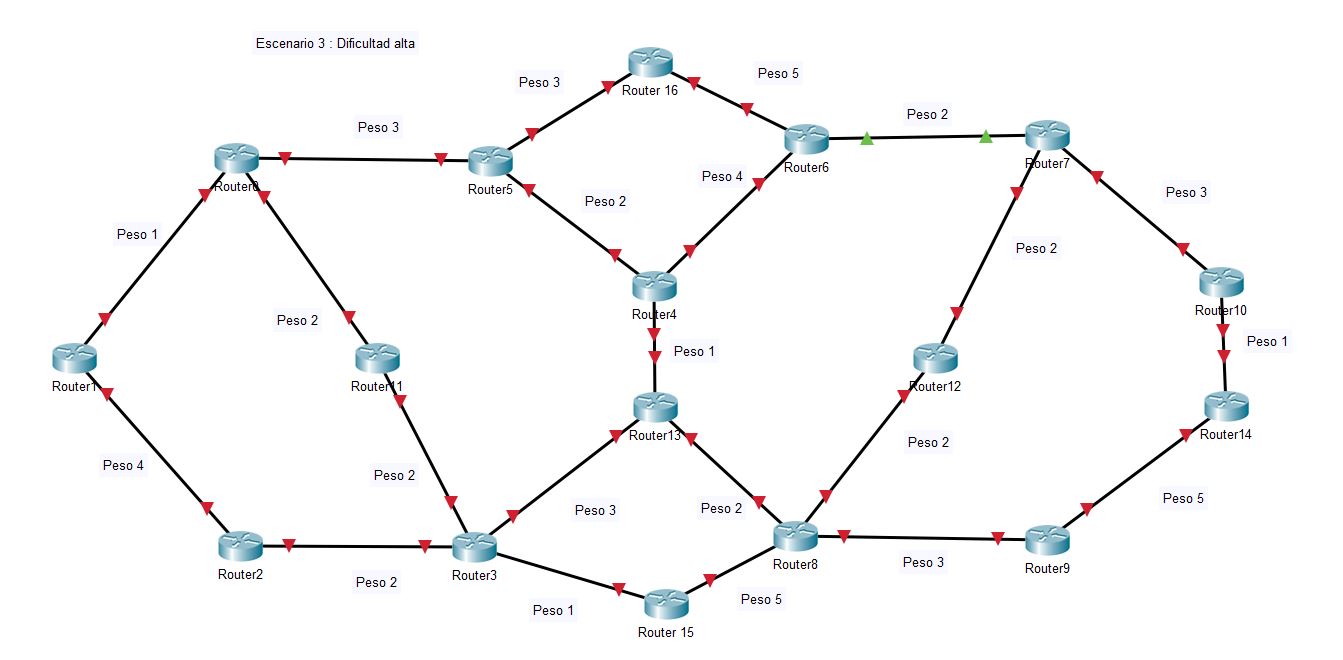 Escenario 3 : Dificultad alta
Router 16
Peso 3
Peso 5
Peso 2
Peso 3
Router6
Router7
Router0
Router5
Peso 4
Peso 3
Peso 2
Peso 1
Peso 2
Router4
Router10
Peso 2
Peso 1
Peso 1
Router1
Router11
Router12
Router13
Router14
Peso 4
Peso 2
Peso 2
Peso 3
Peso 2
Peso 5
Router2
Router3
Router8
Router9
Peso 2
Peso 3
Peso 1
Peso 5
Router 15